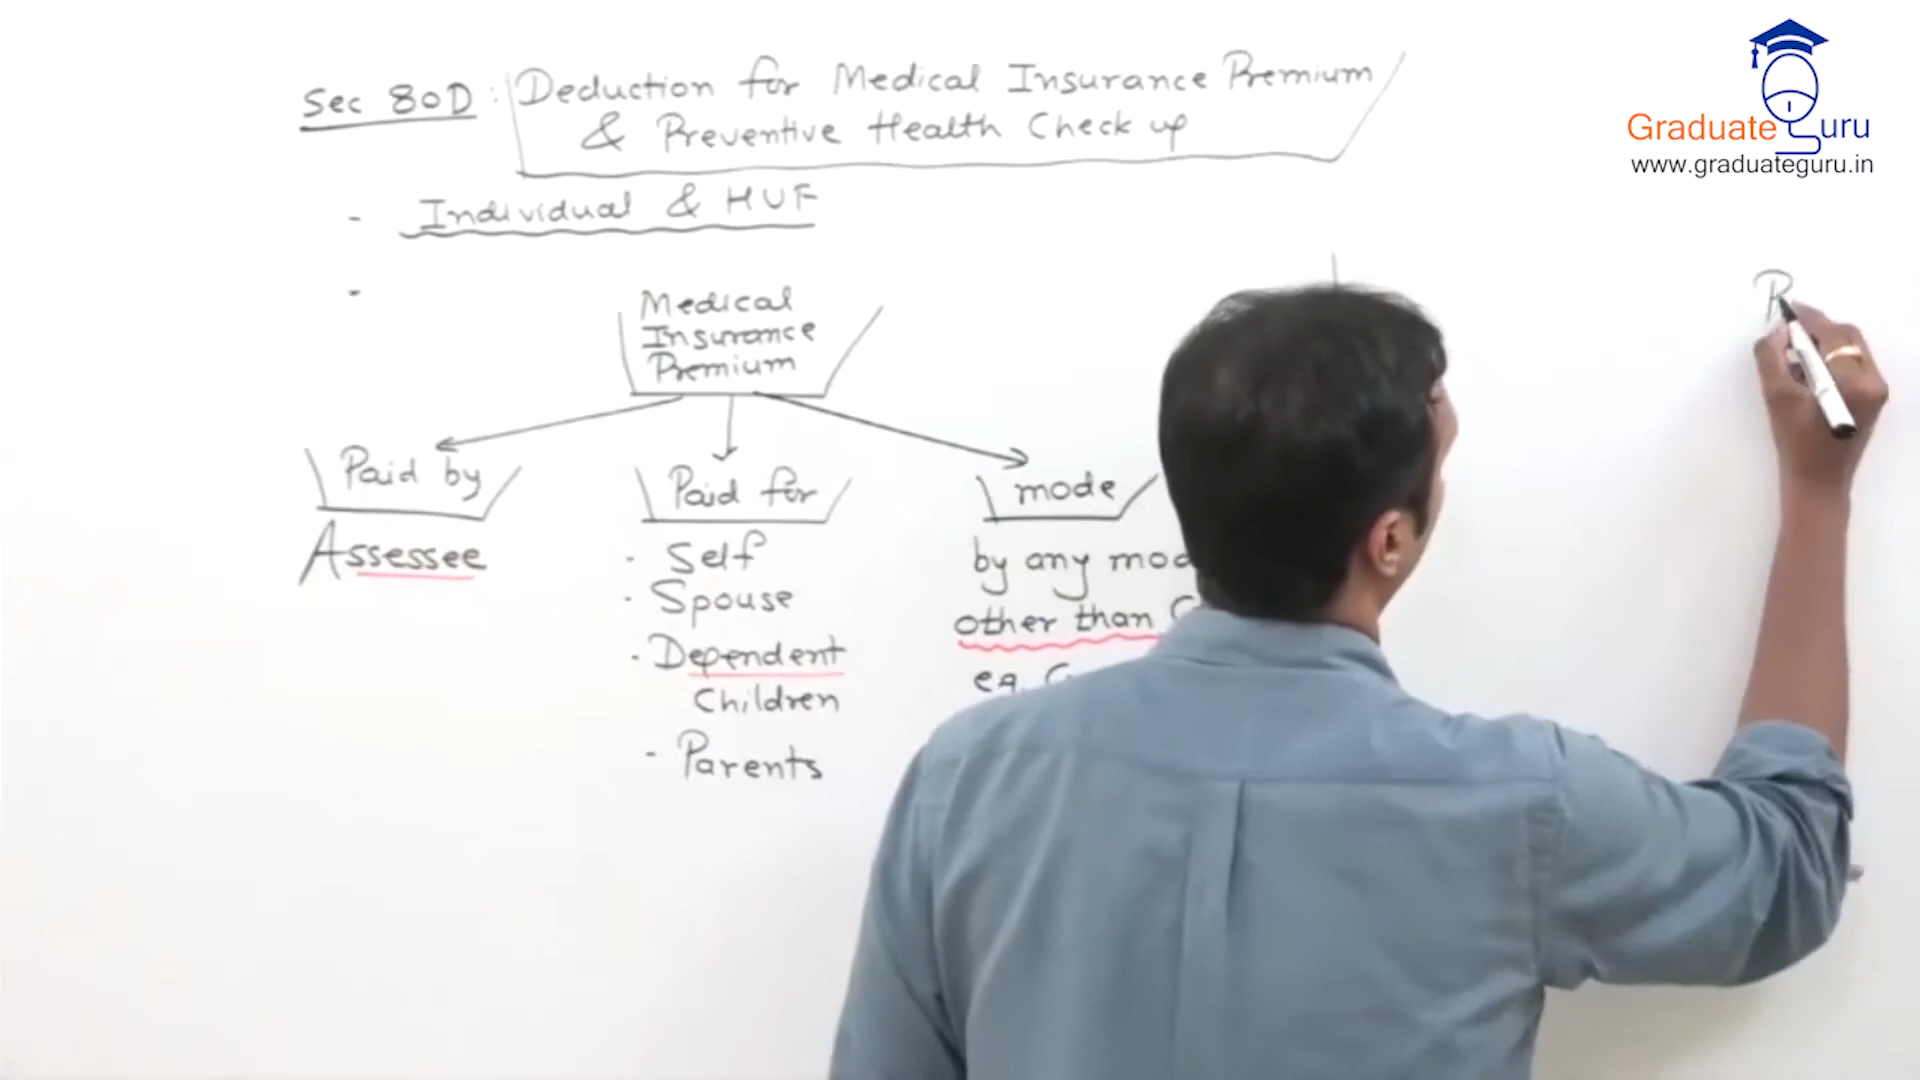 Sec 80D : Deduction for Medical Insurance Premium
& Preventive Health Check up
- Individual & HUF
-
Medical
Insurance
Premium
Paid by
Assessee
Paid for
· Self
· Spouse
· Dependent
Children
- Parents
mode
by any
other than
eg.
Graduate Guru
www.graduateguru.in